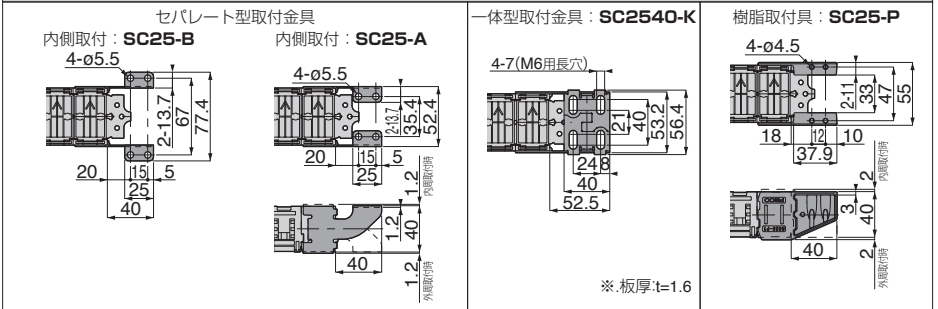 セパレート型取付金具
内側取付：SC25-B
4-ø5.5
2-13.7
67
77.4
20
15
5
25
40
内側取付：SC25-A
4-ø5.5
2-13.7
35.4
52.4
20
15
5
25
1.2
内周取付時
1.2
40
40
1.2
外周取付時
一体型取付金具：SC2540-K
4-7(M6用長穴)
21
40
53.2
56.4
24
8
40
52.5
※.板厚:t=1.6
樹脂取付具：SC25-P
4-ø4.5
2-11
33
47
55
18
12
10
37.9
2
内周取付時
3
40
40
2
外周取付時